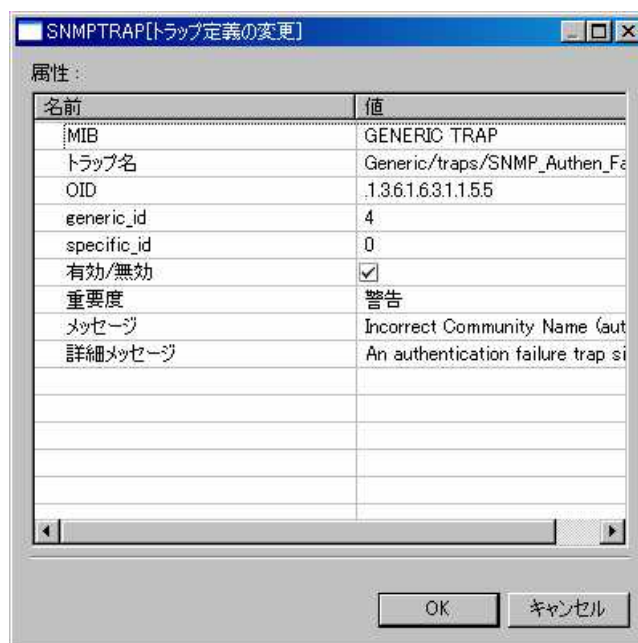 SNMPTRAP[トラップ定義の変更]
属性：
名前 値
MIB GENERIC TRAP
トラップ名 Generic/traps/SNMP_Authen_Fa
OID .1.3.6.1.6.3.1.1.5.5
generic_id 4
specific_id 0
有効/無効
重要度 警告
メッセージ Incorrect Community Name (aut
詳細メッセージ An authentication failure trap si
OK キャンセル